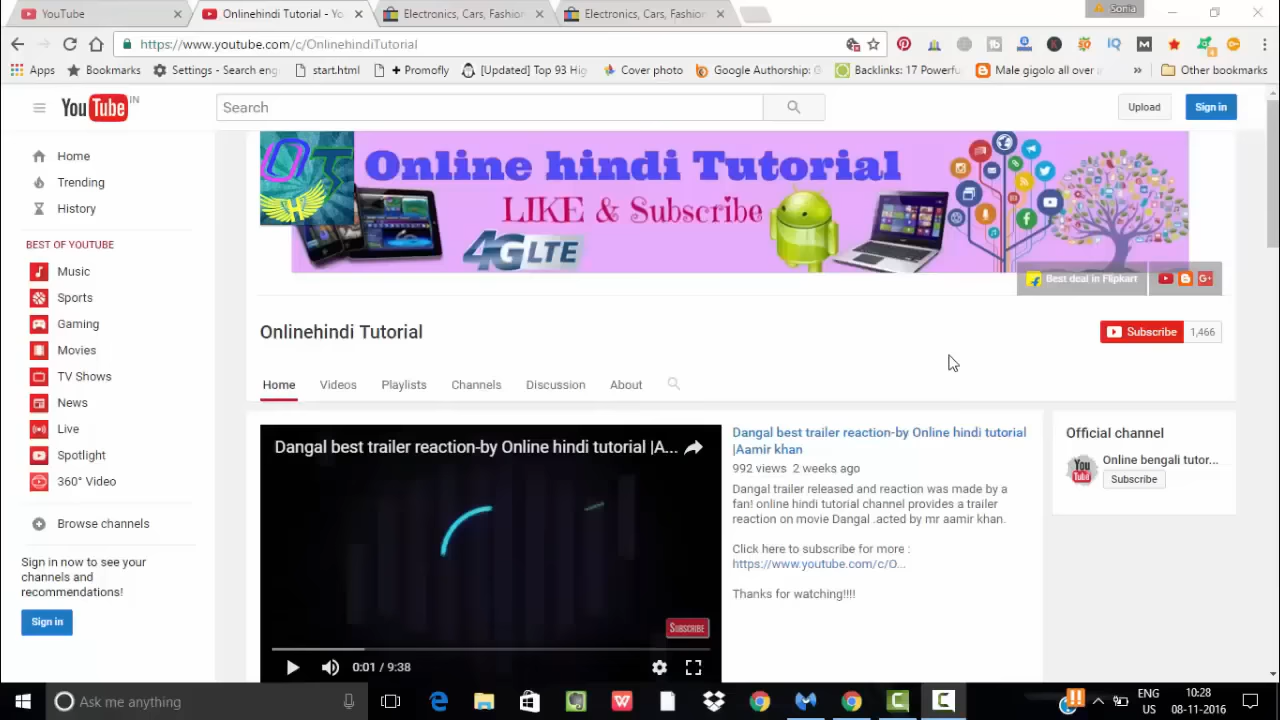 YouTube
Onlinehindi Tutorial - Yo
Electronics, Cars, Fashion
Electronics, Cars, Fashion
Sonia
https://www.youtube.com/c/OnlinehindiTutorial
Apps
Bookmarks
Settings - Search eng
start.html
+ Promofly
[Updated] Top 93 Hig
Cover photo
Google Authorship:
Backlinks: 17 Powerfu
Male gigolo all over i
Other bookmarks
YouTube IN
Search
Upload
Sign in
Home
Trending
History
BEST OF YOUTUBE
Music
Sports
Gaming
Movies
TV Shows
News
Live
Spotlight
360° Video
Browse channels
Sign in now to see your
channels and
recommendations!
Sign in
OT
H2
Online hindi Tutorial
LIKE & Subscribe
4G LTE
Best deal in Flipkart
Onlinehindi Tutorial
Subscribe 1,466
Home
Videos
Playlists
Channels
Discussion
About
Dangal best trailer reaction-by Online hindi tutorial |A...
SUBSCRIBE
0:01 / 9:38
Dangal best trailer reaction-by Online hindi tutorial
|Aamir khan
992 views 2 weeks ago
Dangal trailer released and reaction was made by a
fan! online hindi tutorial channel provides a trailer
reaction on movie Dangal .acted by mr aamir khan.
Click here to subscribe for more :
https://www.youtube.com/c/O...
Thanks for watching!!!!
Official channel
You Tube
Online bengali tutor...
Subscribe
Ask me anything
ENG
US
10:28
08-11-2016